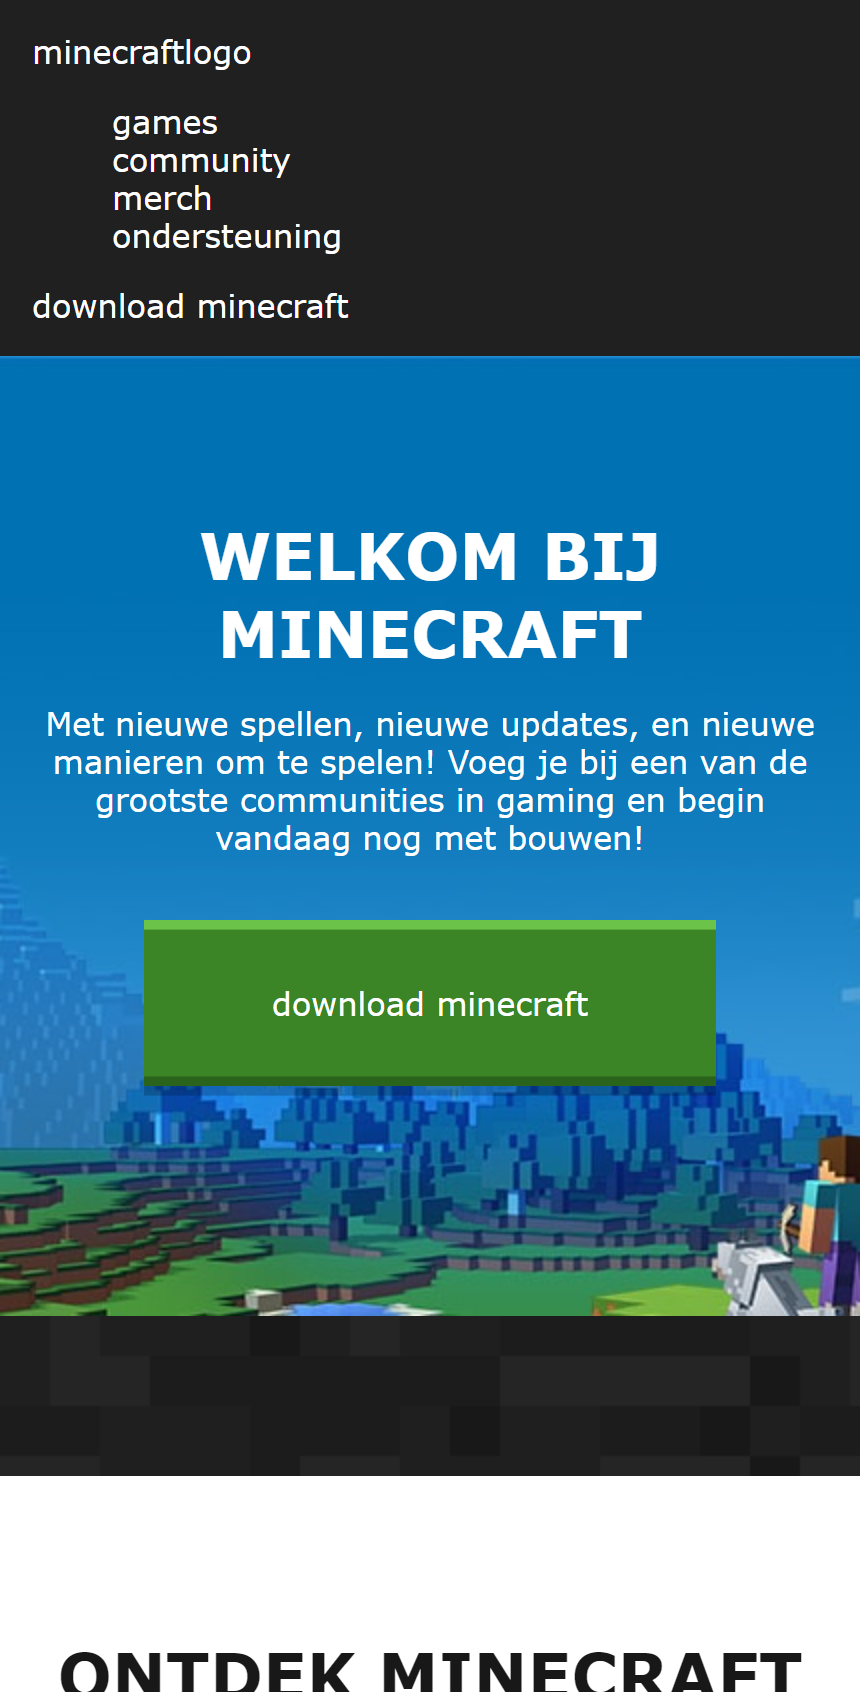 minecraftlogo
games
community
merch
ondersteuning
download minecraft
WELKOM BIJ
MINECRAFT
Met nieuwe spellen, nieuwe updates, en nieuwe
manieren om te spelen! Voeg je bij een van de
grootste communities in gaming en begin
vandaag nog met bouwen!
download minecraft
ONTDEK MINECRAFT